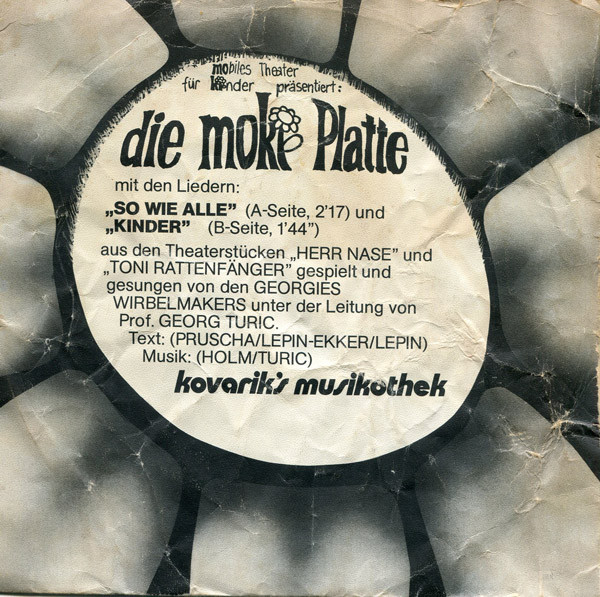 mobiles Theater
für kinder präsentiert:
die moki Platte
mit den Liedern:
„SO WIE ALLE” (A-Seite, 2'17) und
„KINDER” (B-Seite, 1'44”)
aus den Theaterstücken „HERR NASE” und
„TONI RATTENFÄNGER” gespielt und
gesungen von den GEORGIES
WIRBELMAKERS unter der Leitung von
Prof. GEORG TURIC.
Text: (PRUSCHA/LEPIN-EKKER/LEPIN)
Musik: (HOLM/TURIC)
kovarik's musikothek